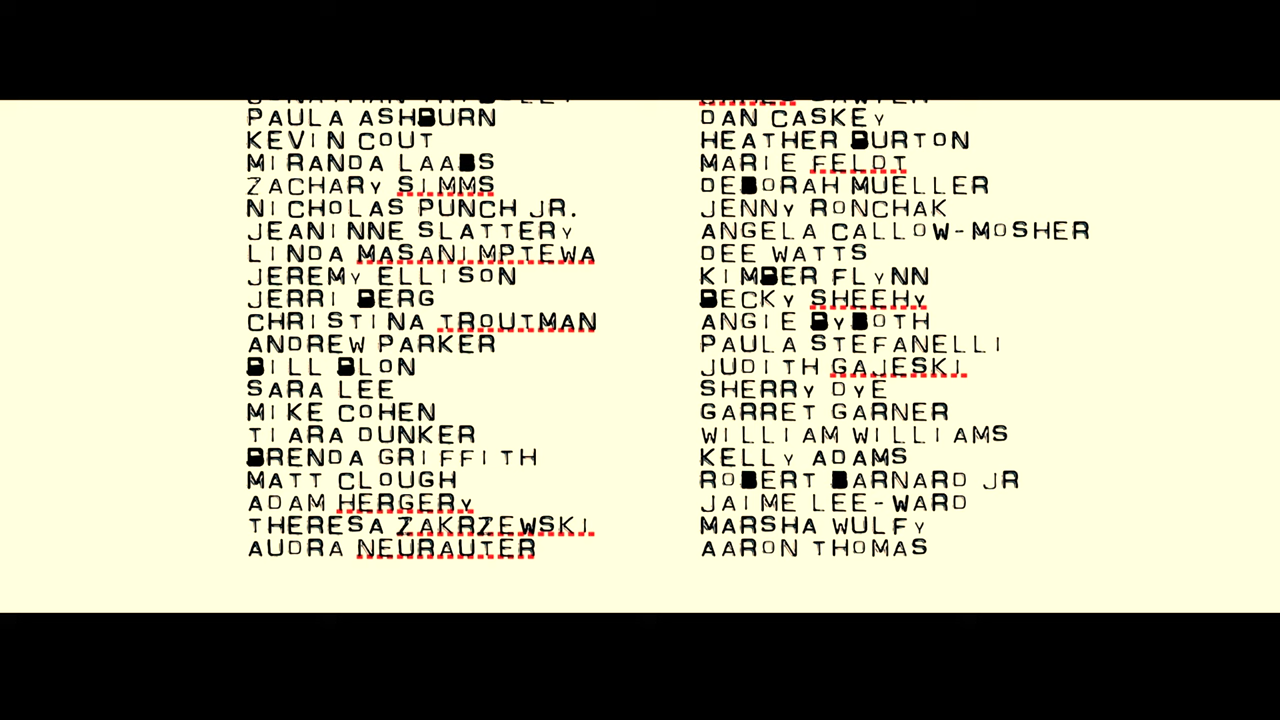 PAULA ASHBURN
KEVIN COUT
MIRANDA LAABS
ZACHARY SIMMS
NICHOLAS PUNCH JR.
JEANINNE SLATTERY
LINDA MASANIMPTEWA
JEREMY ELLISON
JERRI BERG
CHRISTINA TROUTMAN
ANDREW PARKER
BILL BLON
SARA LEE
MIKE COHEN
TIARA DUNKER
BRENDA GRIFFITH
MATT CLOUGH
ADAM HERGERY
THERESA ZAKRZEWSKI
AUDRA NEURAUTER
DAN CASKEY
HEATHER BURTON
MARIE FELDT
DEBORAH MUELLER
JENNY RONCHAK
ANGELA CALLOW-MOSHER
DEE WATTS
KIMBER FLYNN
BECKY SHEEHY
ANGIE BYBOTH
PAULA STEFANELLI
JUDITH GAJESKI
SHERRY DYE
GARRET GARNER
WILLIAM WILLIAMS
KELLY ADAMS
ROBERT BARNARD JR
JAIME LEE-WARD
MARSHA WULFY
AARON THOMAS